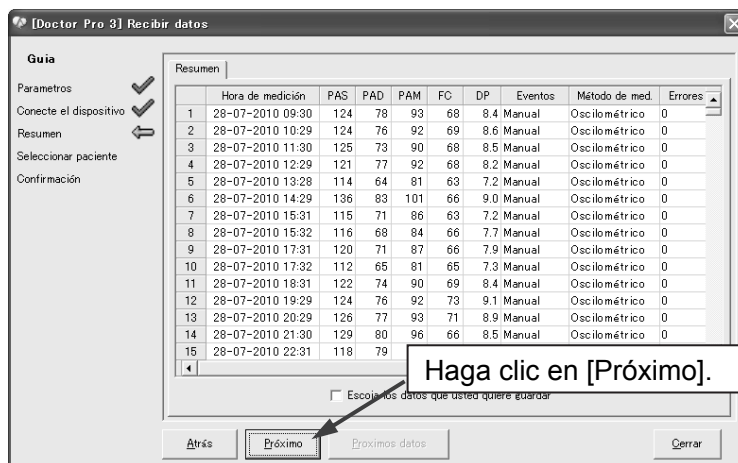 [Doctor Pro 3] Recibir datos
Guia
Parametros
Conecte el dispositivo
Resumen
Seleccionar paciente
Confirmación
Resumen
Hora de medición PAS PAD PAM FC DP Eventos Método de med. Errores
1 28-07-2010 09:30 124 78 93 68 8.4 Manual Oscilométrico 0
2 28-07-2010 10:29 124 76 92 69 8.6 Manual Oscilométrico 0
3 28-07-2010 11:30 125 73 90 68 8.5 Manual Oscilométrico 0
4 28-07-2010 12:29 121 77 92 68 8.2 Manual Oscilométrico 0
5 28-07-2010 13:28 114 64 81 63 7.2 Manual Oscilométrico 0
6 28-07-2010 14:29 136 83 101 66 9.0 Manual Oscilométrico 0
7 28-07-2010 15:31 115 71 86 63 7.2 Manual Oscilométrico 0
8 28-07-2010 15:32 116 68 84 66 7.7 Manual Oscilométrico 0
9 28-07-2010 17:31 120 71 87 66 7.9 Manual Oscilométrico 0
10 28-07-2010 17:32 112 65 81 65 7.3 Manual Oscilométrico 0
11 28-07-2010 18:31 122 74 90 69 8.4 Manual Oscilométrico 0
12 28-07-2010 19:29 124 76 92 73 9.1 Manual Oscilométrico 0
13 28-07-2010 20:29 126 77 93 71 8.9 Manual Oscilométrico 0
14 28-07-2010 21:30 129 80 96 66 8.5 Manual Oscilométrico 0
15 28-07-2010 22:31 118 79
Haga clic en [Próximo].
Escoja los datos que usted quiere guardar
Atrás Próximo Proximos datos Cerrar